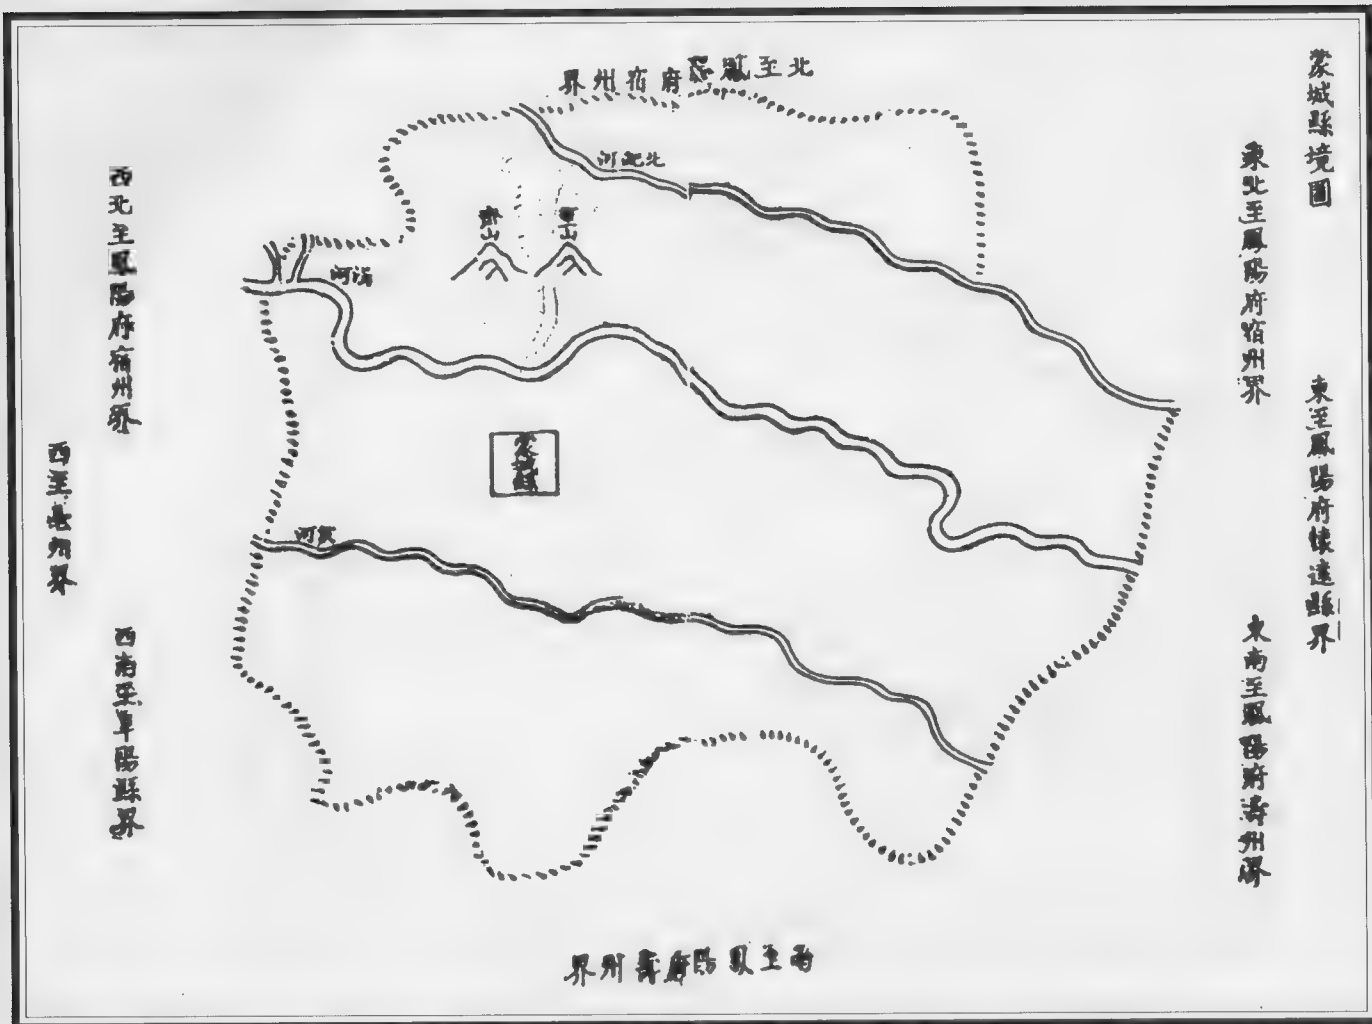 蒙城縣境圖
東北至鳳陽府宿州界
東至鳳陽府懷遠縣界
東南至鳳陽府壽州界
北至鳳陽府宿州界
北淝河
里山
齊山
渦河
蒙城縣
河
南至鳳陽府壽州界
西北至鳳陽府宿州界
西至亳州界
西南至阜陽縣界